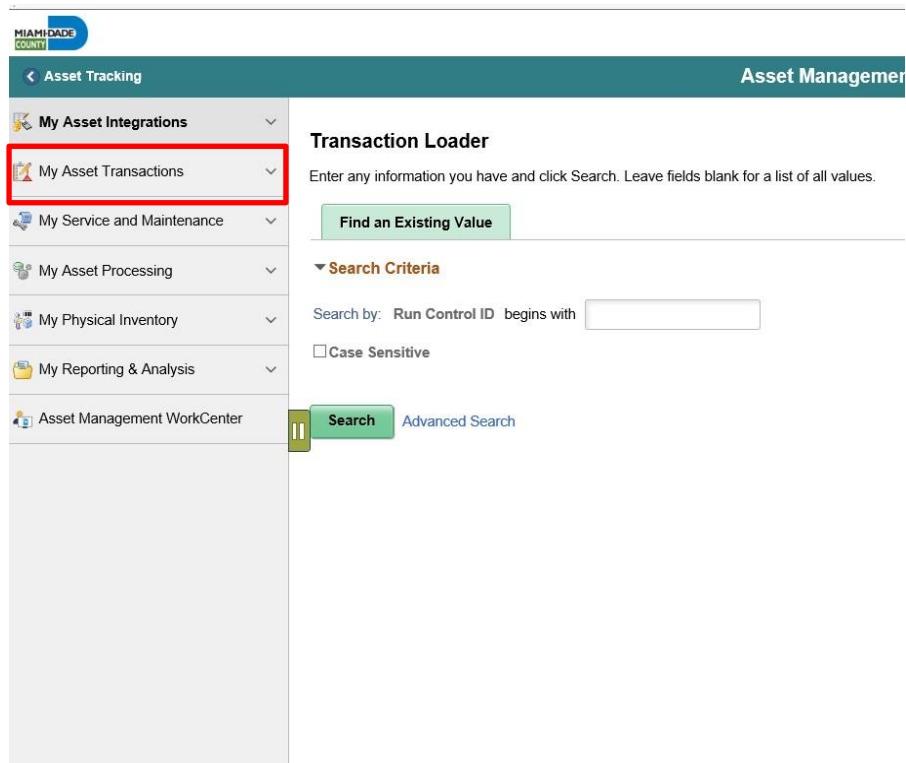 MIAMI-DADE
COUNTY
Asset Tracking
My Asset Integrations
My Asset Transactions
My Service and Maintenance
My Asset Processing
My Physical Inventory
My Reporting & Analysis
Asset Management WorkCenter
Asset Managemen
Transaction Loader
Enter any information you have and click Search. Leave fields blank for a list of all values.
Find an Existing Value
Search Criteria
Search by: Run Control ID begins with
Case Sensitive
Search Advanced Search